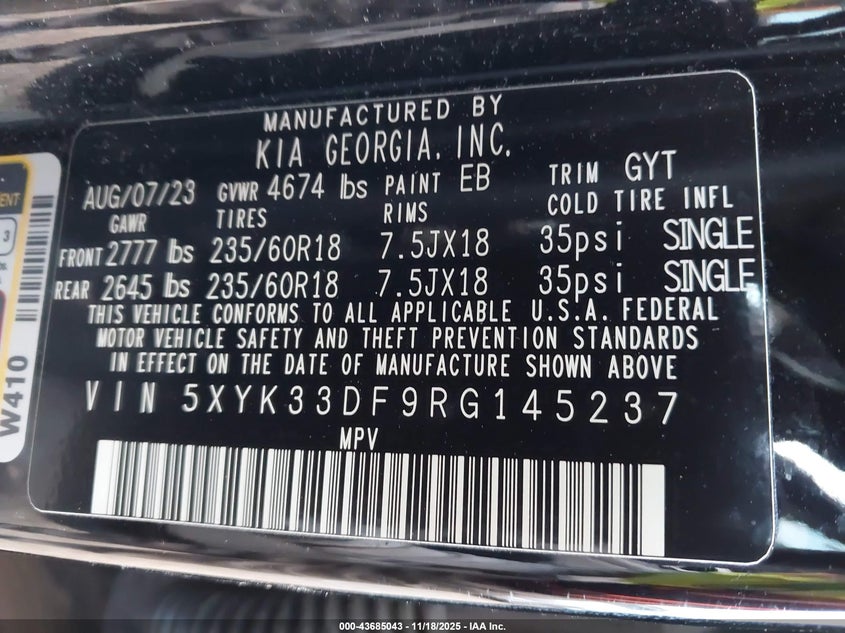 MANUFACTURED BY
KIA GEORGIA, INC.
AUG/07/23 GVWR 4674 lbs PAINT EB TRIM GYT
GAWR TIRES RIMS COLD TIRE INFL
FRONT 2777 lbs 235/60R18 7.5JX18 35psi SINGLE
REAR 2645 lbs 235/60R18 7.5JX18 35psi SINGLE
THIS VEHICLE CONFORMS TO ALL APPLICABLE U.S.A. FEDERAL
MOTOR VEHICLE SAFETY AND THEFT PREVENTION STANDARDS
IN EFFECT ON THE DATE OF MANUFACTURE SHOWN ABOVE
VIN 5XYK33DF9RG145237
MPV
W410
3
000-43685043 - 11/18/2025 - IAA Inc.